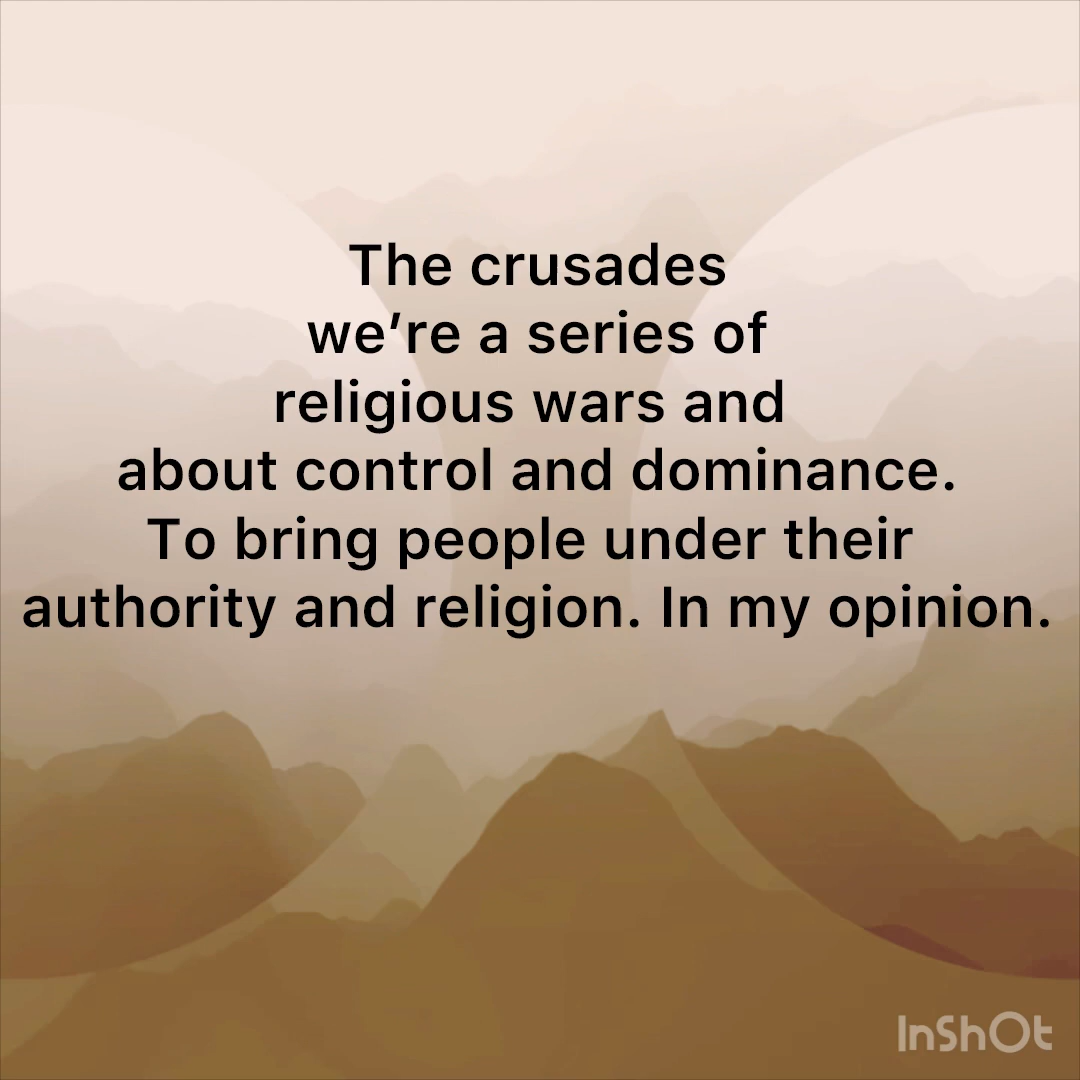 The crusades
we’re a series of
religious wars and
about control and dominance.
To bring people under their
authority and religion. In my opinion.
InShOt